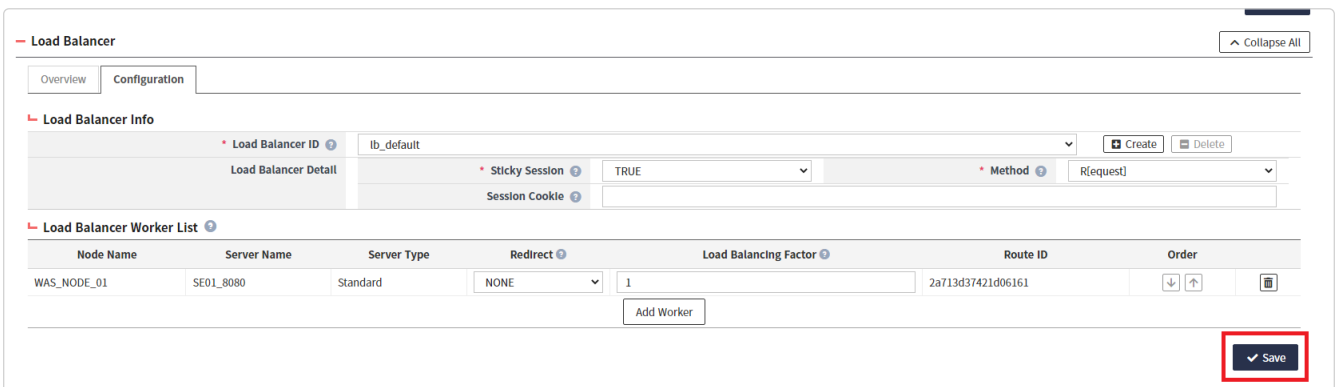 Load Balancer
Collapse All
Overview Configuration
Load Balancer Info
* Load Balancer ID ? lb_default Create Delete
Load Balancer Detail * Sticky Session ? TRUE * Method ? R[equest]
Session Cookie ?
Load Balancer Worker List ?
Node Name Server Name Server Type Redirect ? Load Balancing Factor ? Route ID Order
WAS_NODE_01 SE01_8080 Standard NONE 1 2a713d37421d06161
Add Worker
Save